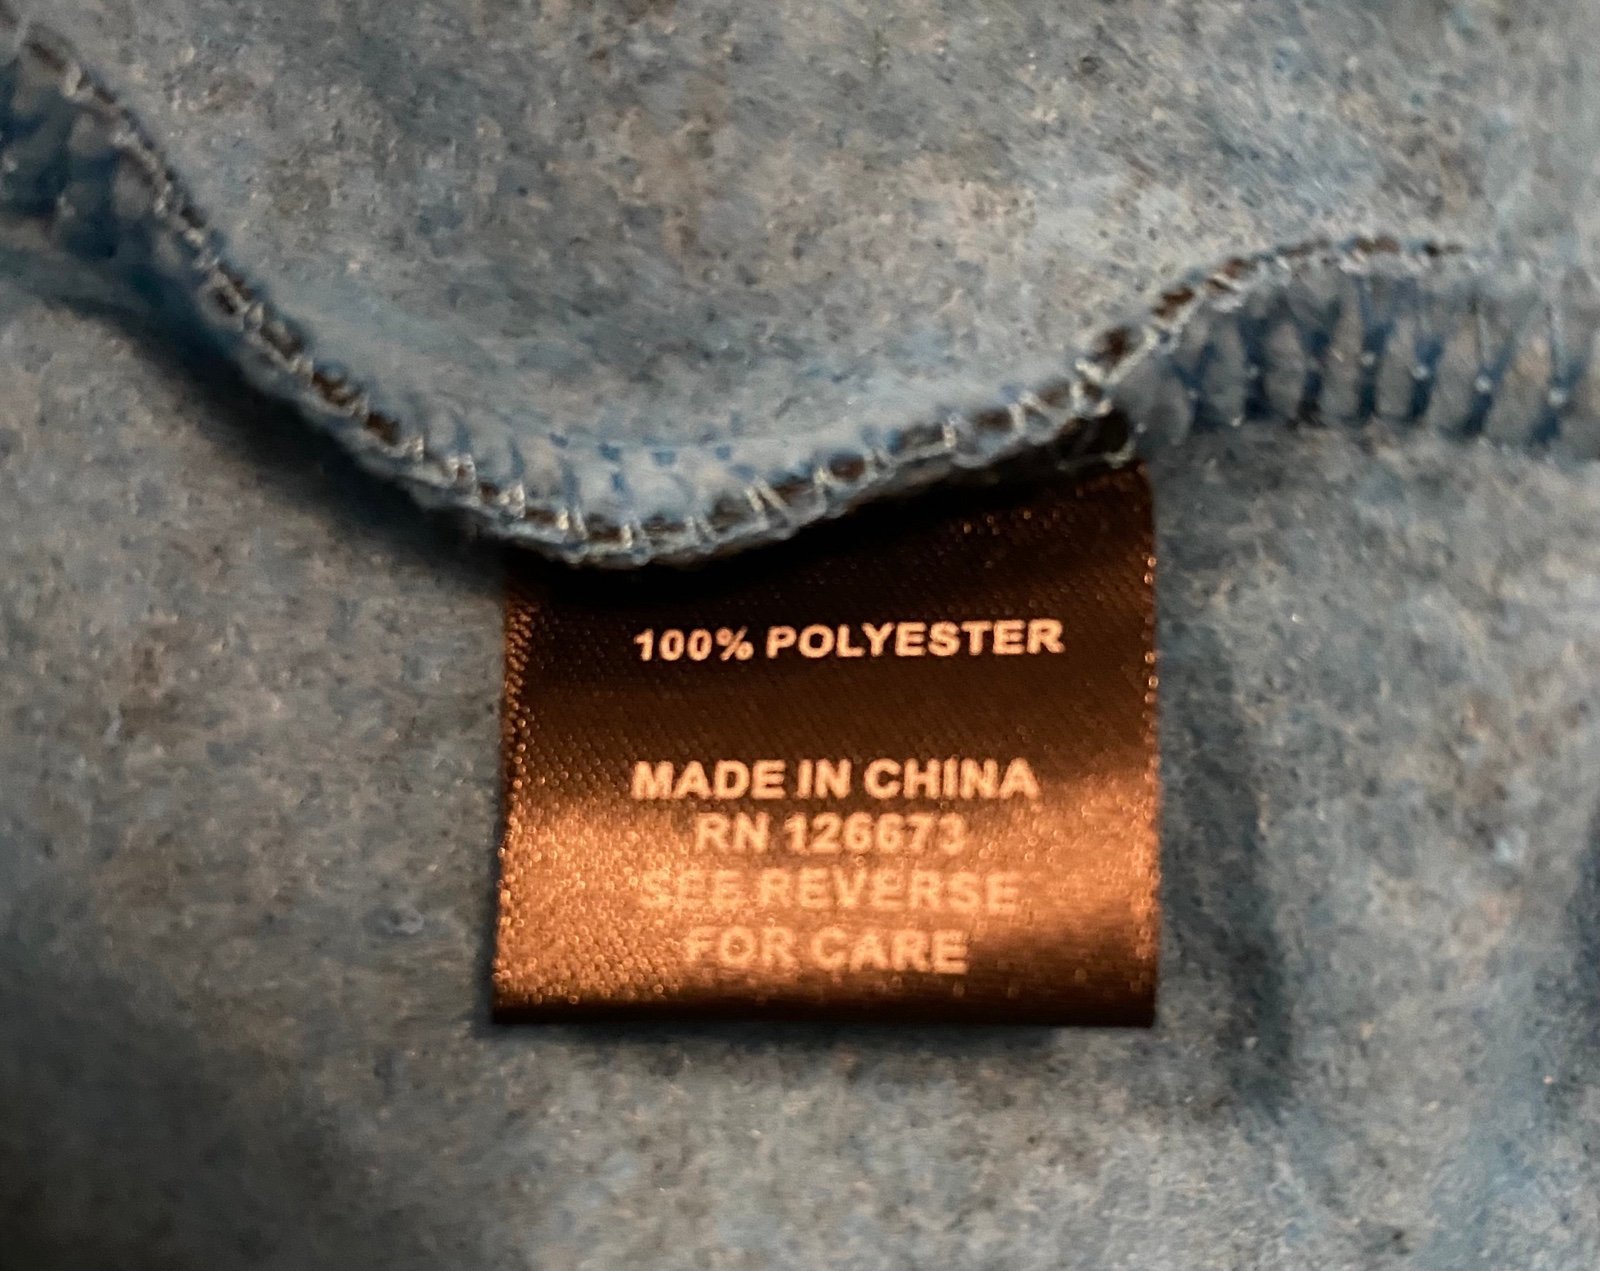 100% POLYESTER
MADE IN CHINA
RN 126673
SEE REVERSE
FOR CARE